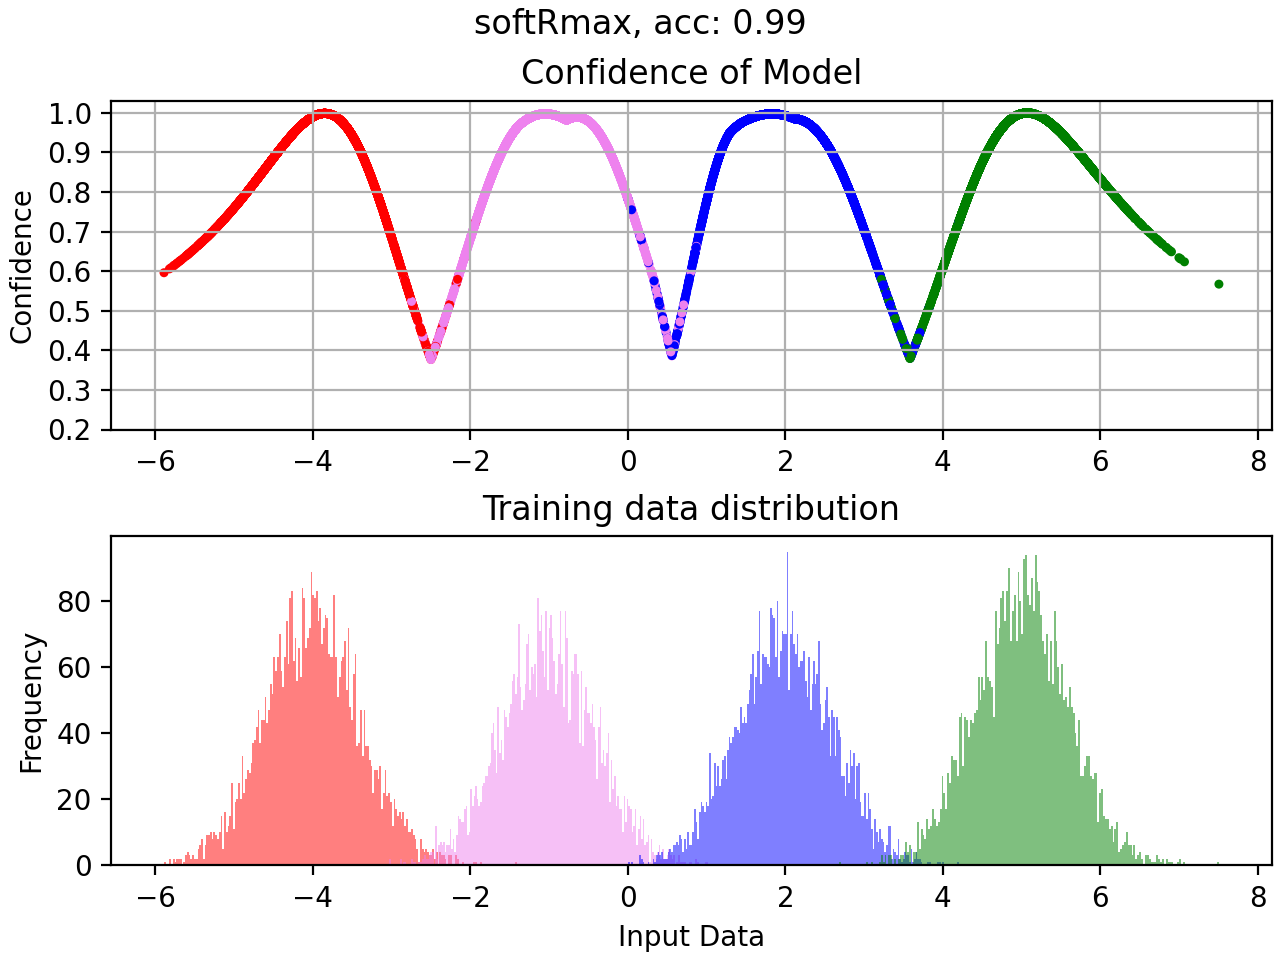 softRmax, acc: 0.99
Confidence of Model
Confidence
1.0
0.9
0.8
0.7
0.6
0.5
0.4
0.3
0.2
−6 −4 −2 0 2 4 6 8
Training data distribution
Frequency
80
60
40
20
0
−6 −4 −2 0 2 4 6 8
Input Data